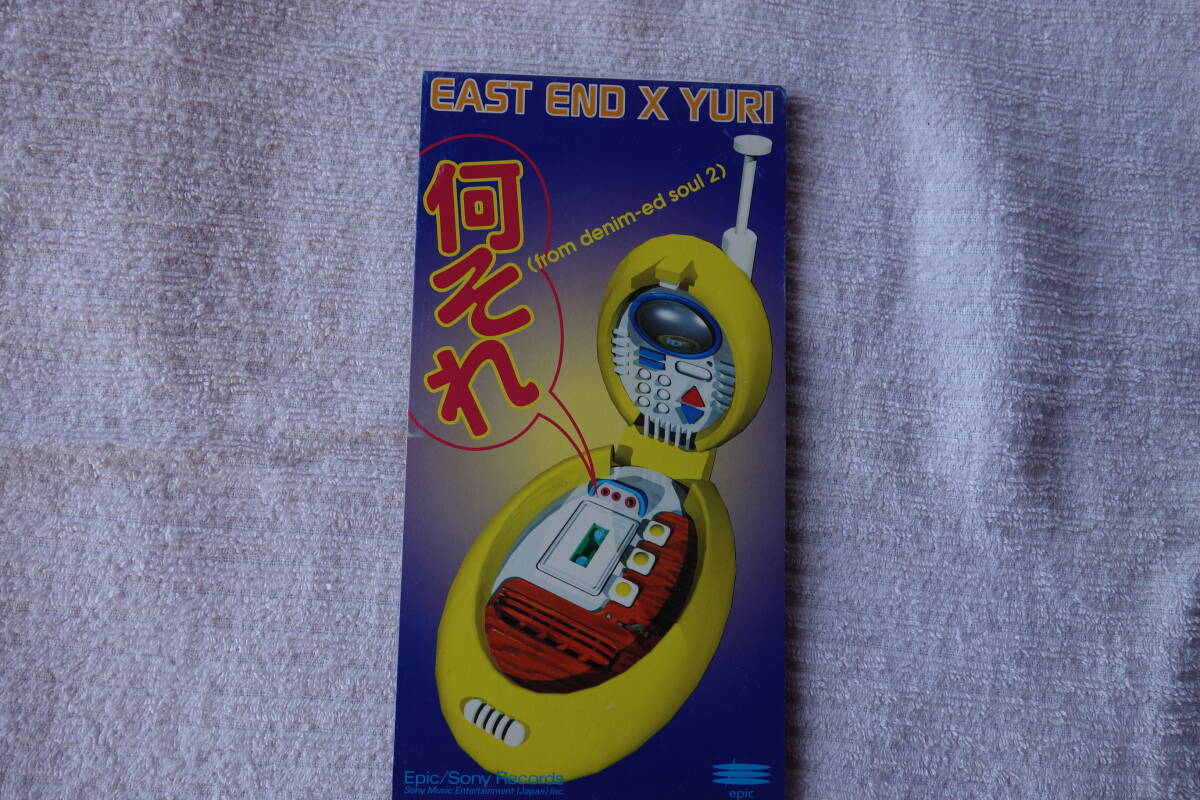 EAST END X YURI
何それ
(from denim-ed soul 2)
Epic/Sony Records
Sony Music Entertainment (Japan) Inc.
epic